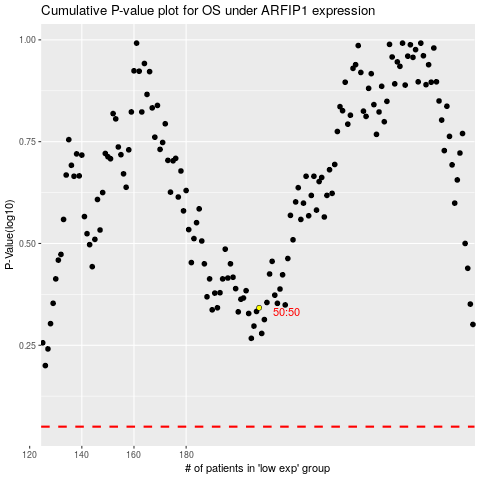 Cumulative P-value plot for OS under ARFIP1 expression
P-Value(log10)
1.00
0.75
0.50
0.25
50:50
120 140 160 180
# of patients in 'low exp' group